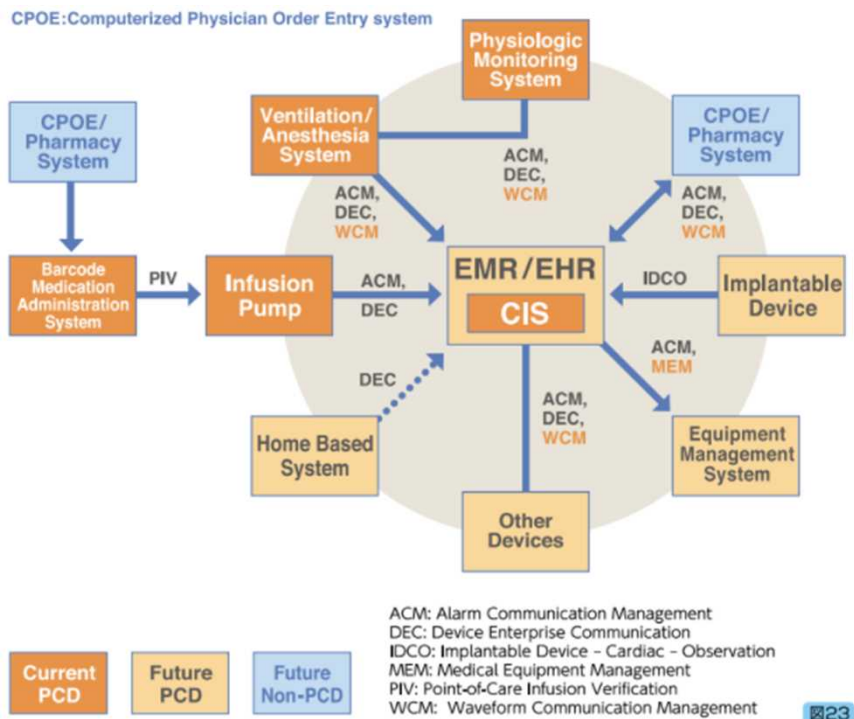 CPOE:Computerized Physician Order Entry system
Physiologic
Monitoring
System
CPOE/
Pharmacy
System
Ventilation/
Anesthesia
System
CPOE/
Pharmacy
System
ACM,
DEC,
WCM
ACM,
DEC,
WCM
ACM,
DEC,
WCM
Barcode
Medication
Administration
System
PIV
Infusion
Pump
ACM,
DEC
EMR/EHR
CIS
IDCO
Implantable
Device
DEC
ACM,
MEM
ACM,
DEC,
WCM
Home Based
System
Equipment
Management
System
Other
Devices
ACM: Alarm Communication Management
DEC: Device Enterprise Communication
IDCO: Implantable Device – Cardiac – Observation
MEM: Medical Equipment Management
PIV: Point-of-Care Infusion Verification
WCM: Waveform Communication Management
Current
PCD
Future
PCD
Future
Non-PCD
図23